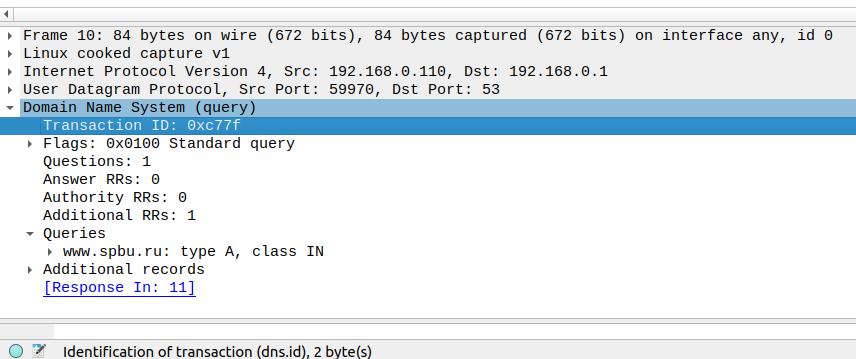 Frame 10: 84 bytes on wire (672 bits), 84 bytes captured (672 bits) on interface any, id 0
Linux cooked capture v1
Internet Protocol Version 4, Src: 192.168.0.110, Dst: 192.168.0.1
User Datagram Protocol, Src Port: 59970, Dst Port: 53
Domain Name System (query)
Transaction ID: 0xc77f
Flags: 0x0100 Standard query
Questions: 1
Answer RRs: 0
Authority RRs: 0
Additional RRs: 1
Queries
www.spbu.ru: type A, class IN
Additional records
[Response In: 11]
Identification of transaction (dns.id), 2 byte(s)